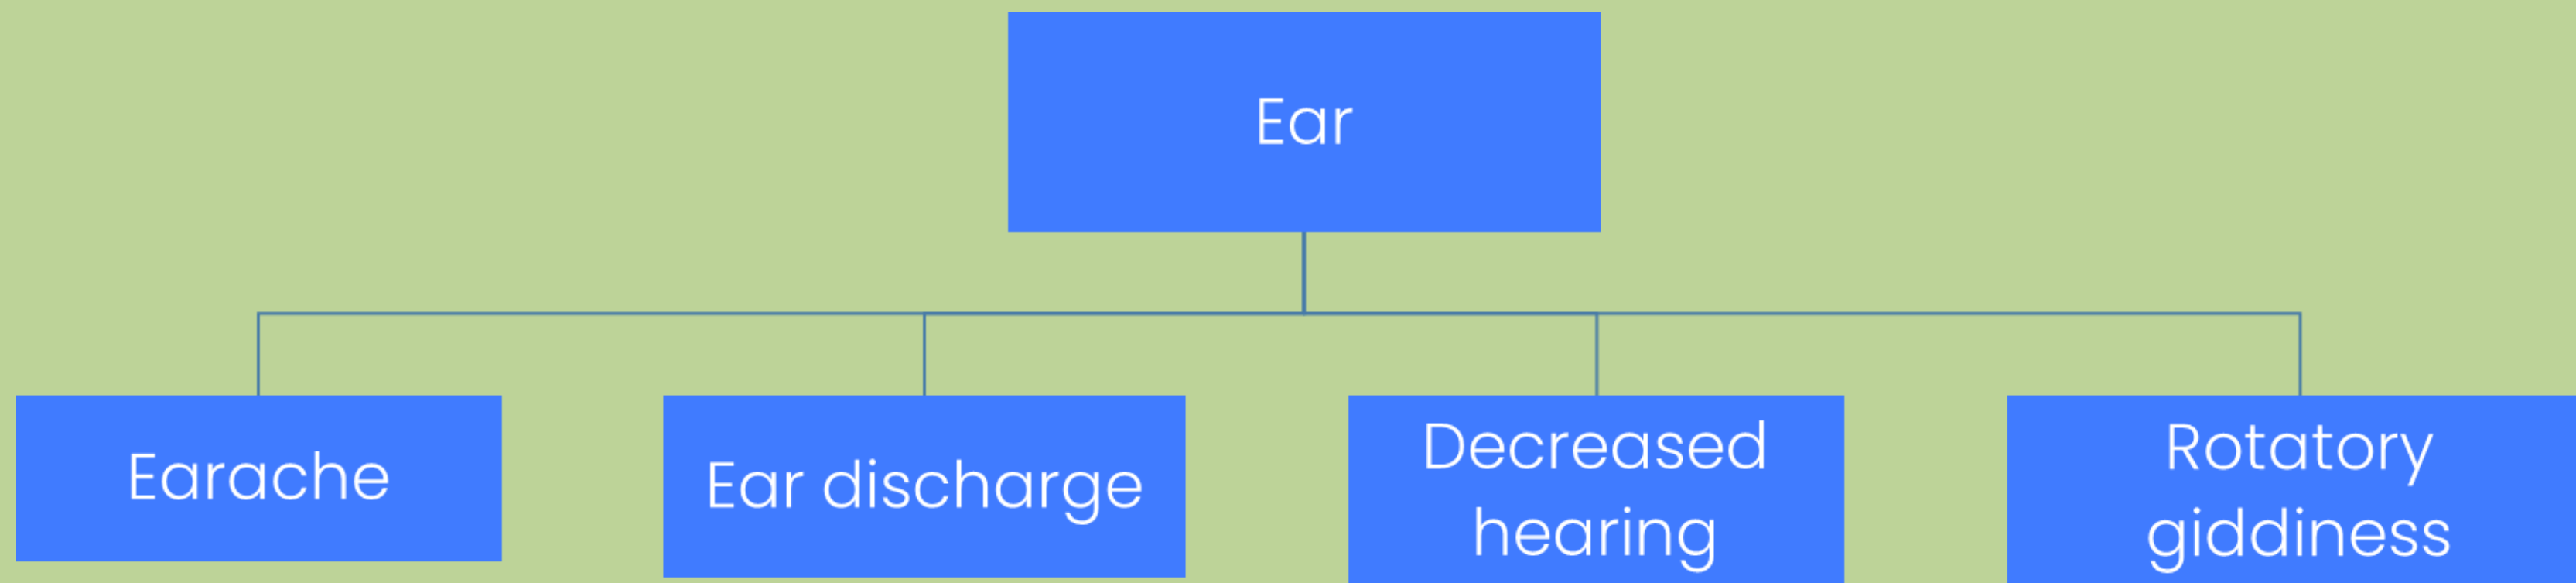 Ear
Earache
Ear discharge
Decreased
hearing
Rotatory
giddiness